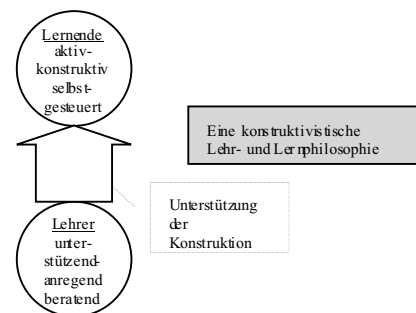 Lernende
aktiv-
konstruktiv
selbst-
gesteuert
Eine konstruktivistische
Lehr- und Lernphilosophie
Unterstützung
der
Konstruktion
Lehrer
unter-
stützend-
anregend
beratend